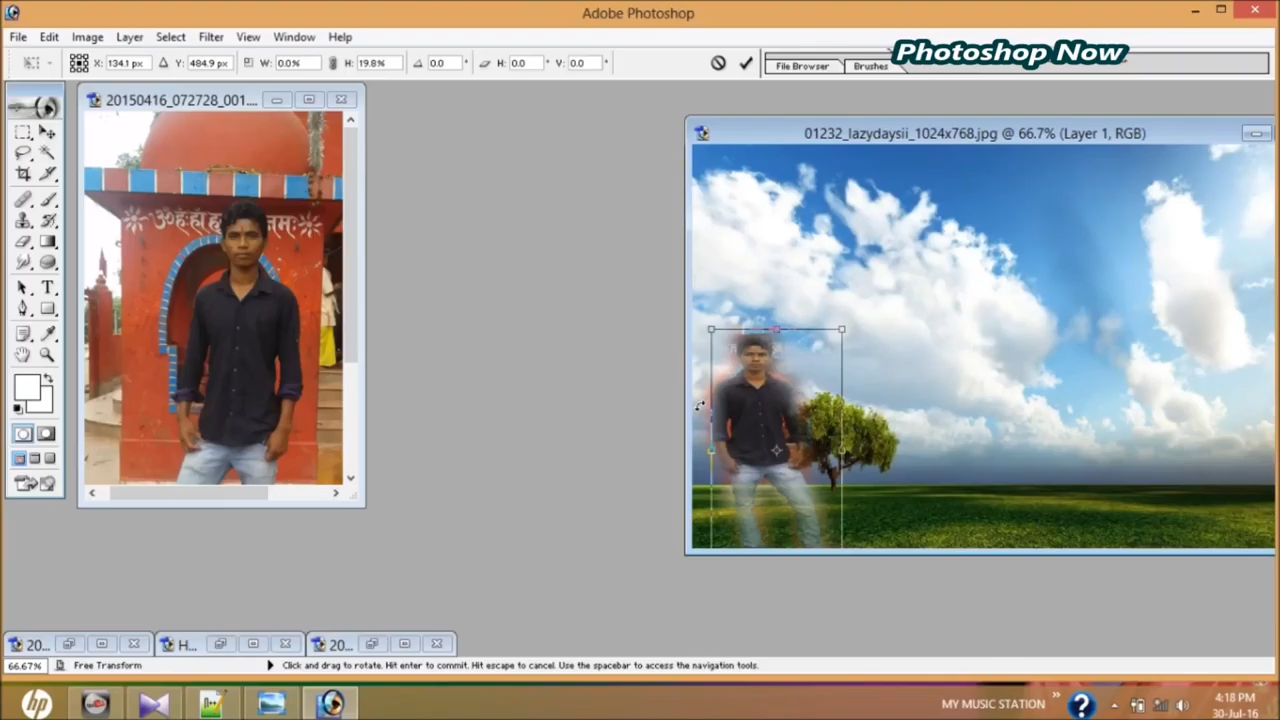 Adobe Photoshop
File Edit Image Layer Select Filter View Window Help
Photoshop Now
X: 134.1 px Y: 484.9 px W: 0.0% H: 19.8% 0.0 ° H: 0.0 ° V: 0.0 °
File Browser Brushes
20150416_072728_001....
01232_lazydaysii_1024x768.jpg @ 66.7% (Layer 1, RGB)
T
20... H... 20...
66.67% Free Transform Click and drag to rotate. Hit enter to commit. Hit escape to cancel. Use the spacebar to access the navigation tools.
hp
MY MUSIC STATION
4:18 PM
30-Jul-16